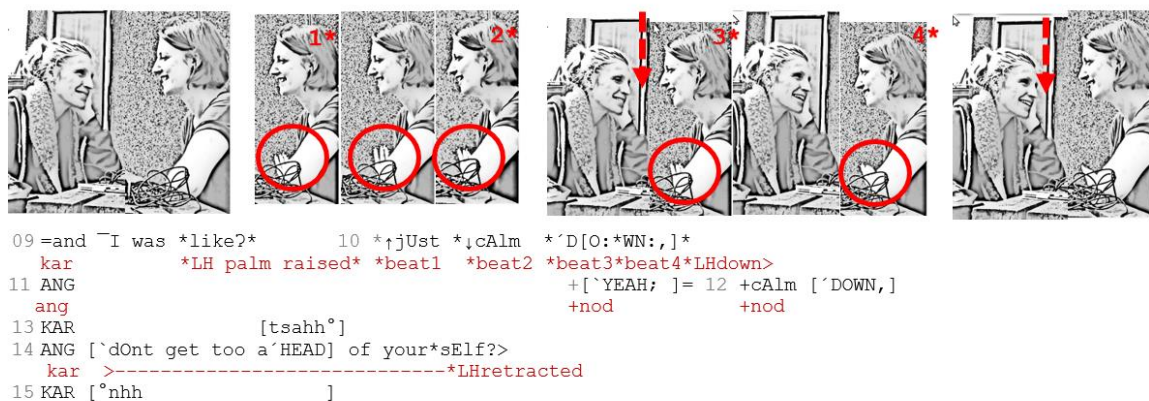 1* 2* 3* 4*
09 =and ¯I was *like?* 10 *↑jUst *↓cAlm *´D[O:*WN:,]*
kar *LH palm raised* *beat1 *beat2 *beat3*beat4*LHdown>
11 ANG +[`YEAH; ]= 12 +cAlm [´DOWN,]
ang +nod +nod
13 KAR [tsahh°]
14 ANG [`dOnt get too a´HEAD] of your*sElf?>
kar >-----------------------------*LHretracted
15 KAR [°nhh ]